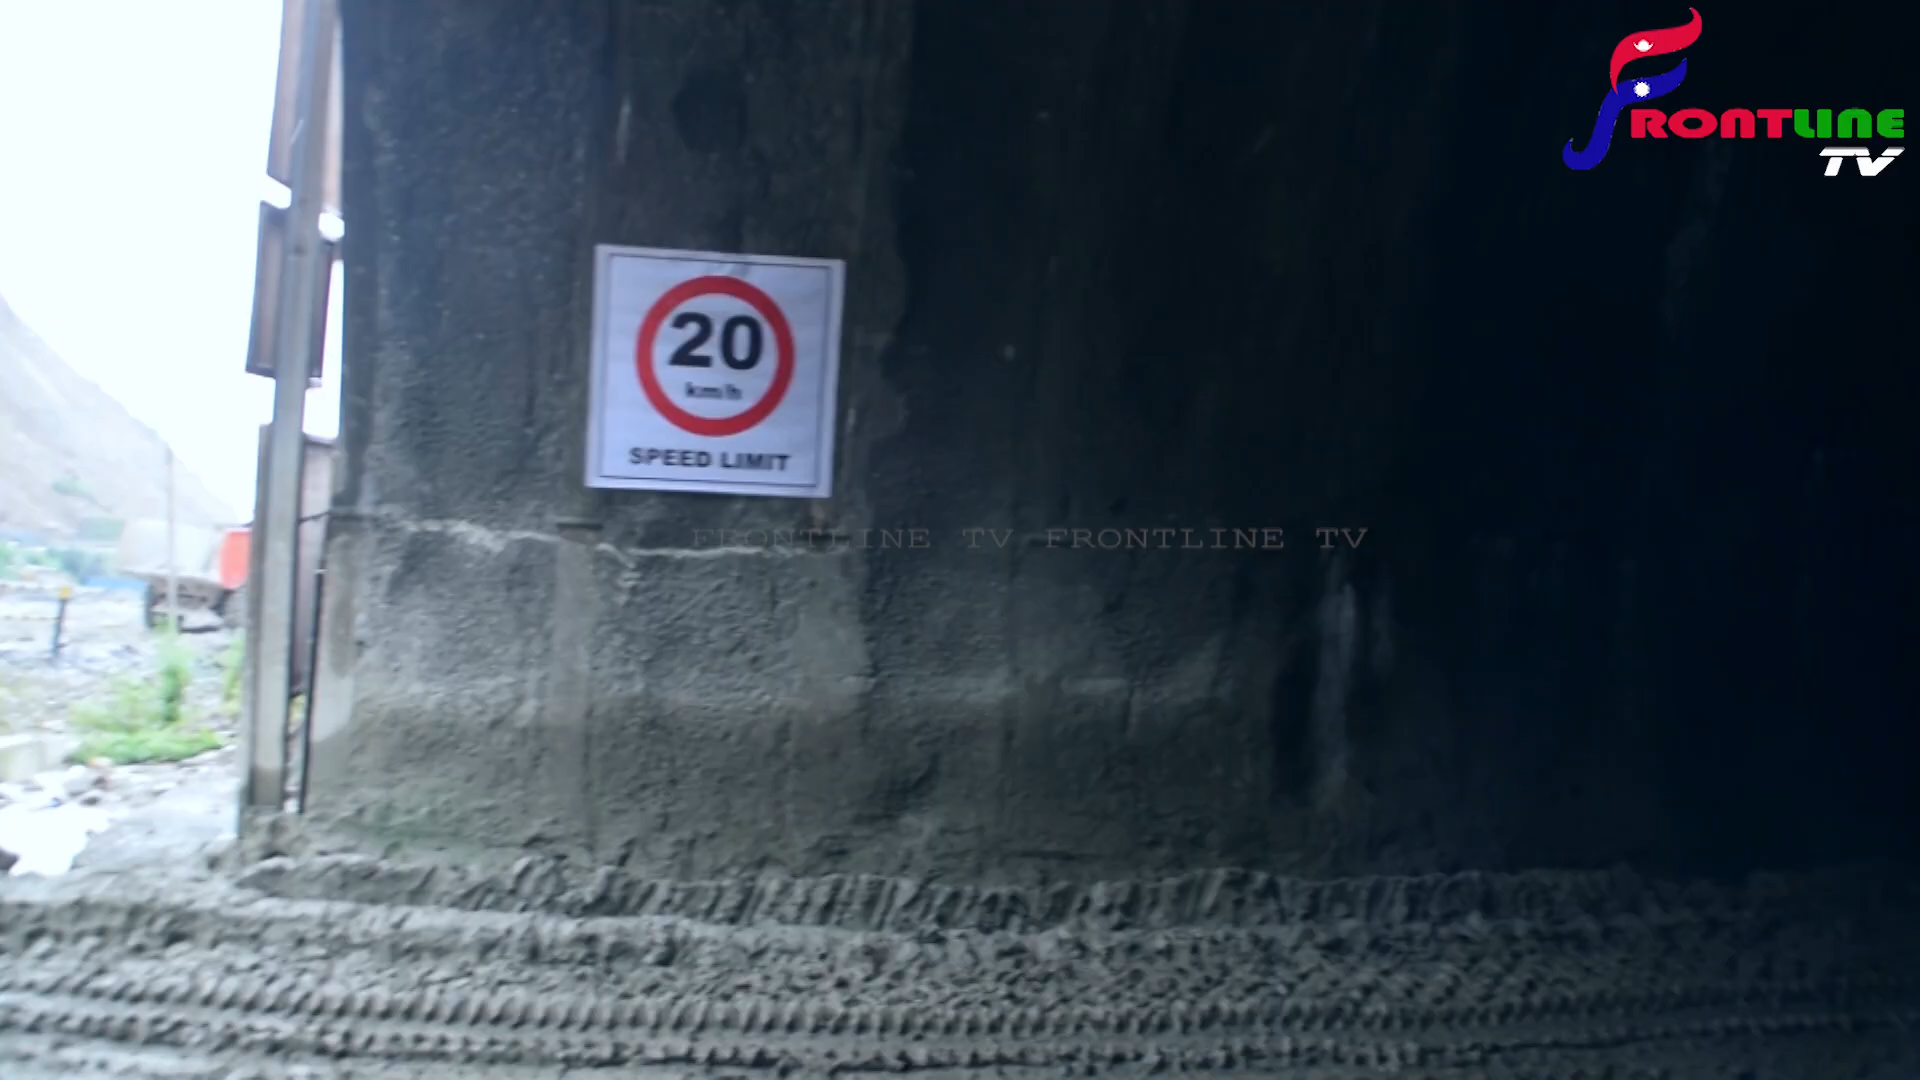 FRONTLINE
TV
20
km/h
SPEED LIMIT
FRONTLINE TV FRONTLINE TV